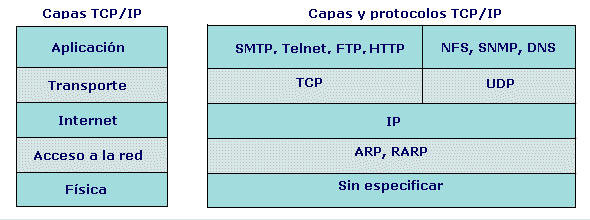 Capas TCP/IP
Aplicación
Transporte
Internet
Acceso a la red
Física
Capas y protocolos TCP/IP
SMTP, Telnet, FTP, HTTP
NFS, SNMP, DNS
TCP
UDP
IP
ARP, RARP
Sin especificar